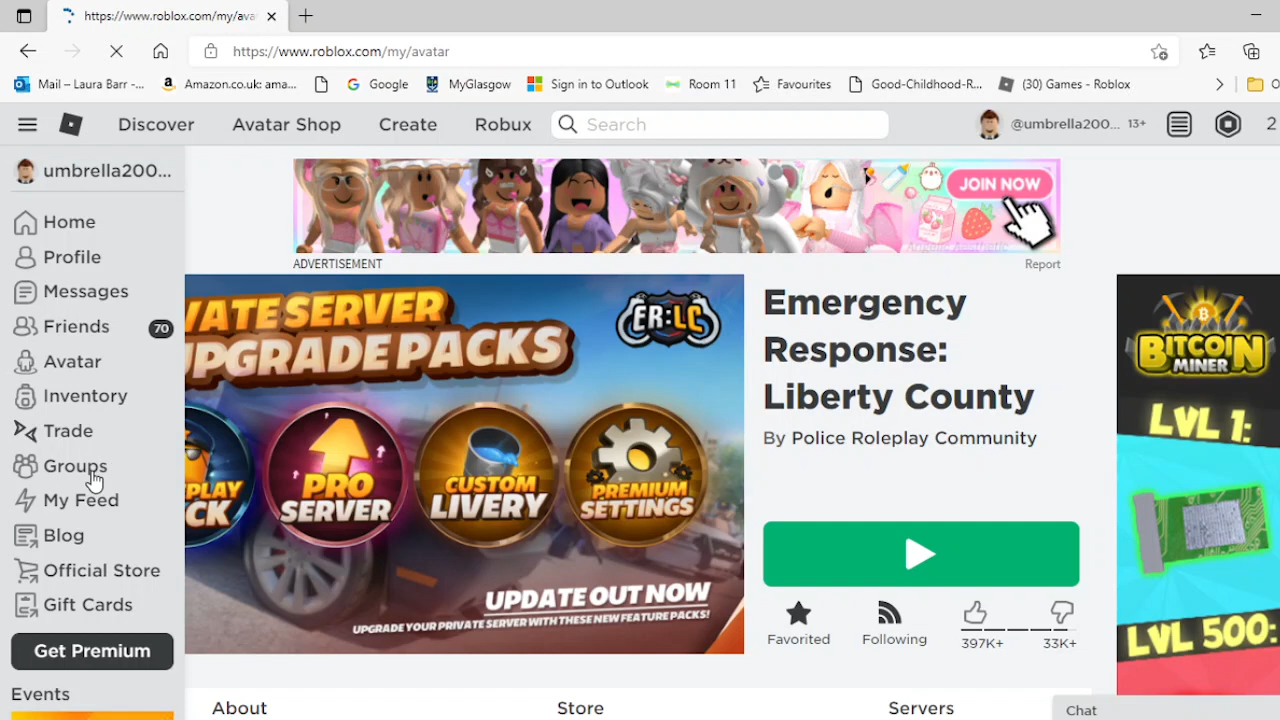 https://www.roblox.com/my/ava
https://www.roblox.com/my/avatar
Mail – Laura Barr -...
Amazon.co.uk: ama...
Google
MyGlasgow
Sign in to Outlook
Room 11
Favourites
Good-Childhood-R...
(30) Games - Roblox
O
Discover
Avatar Shop
Create
Robux
Search
@umbrella200...
13+
2
umbrella200...
Home
Profile
Messages
Friends
70
Avatar
Inventory
Trade
Groups
My Feed
Blog
Official Store
Gift Cards
Get Premium
Events
JOIN NOW
ADVERTISEMENT
Report
VATE SERVER
UPGRADE PACKS
ER:LC
PLAY
CK
PRO
SERVER
CUSTOM
LIVERY
PREMIUM
SETTINGS
UPDATE OUT NOW
UPGRADE YOUR PRIVATE SERVER WITH THESE NEW FEATURE PACKS!
Emergency
Response:
Liberty County
By Police Roleplay Community
Favorited
Following
397K+
33K+
BITCOIN
MINER
LVL 1:
LVL 500:
About
Store
Servers
Chat